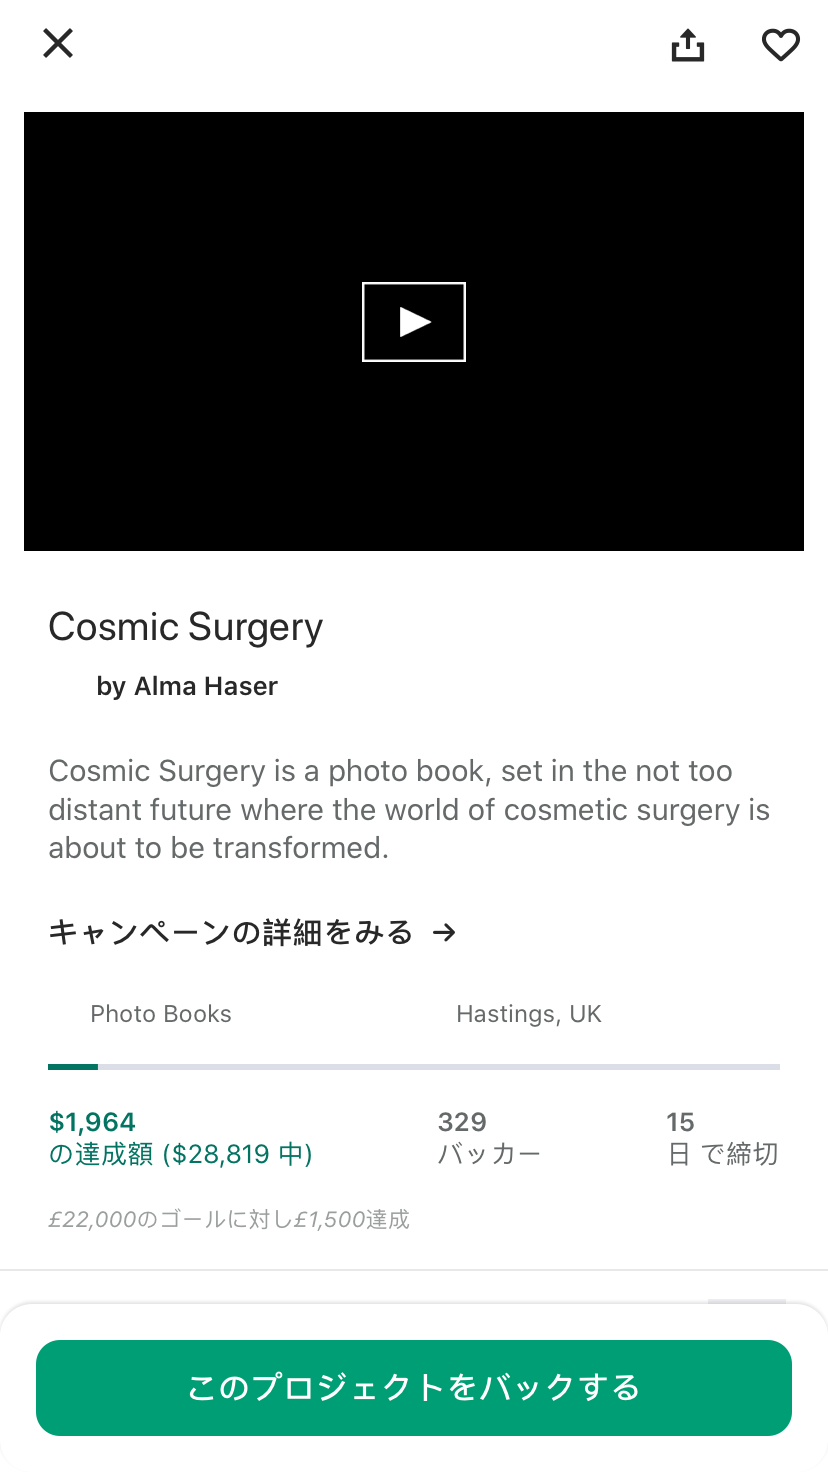 Cosmic Surgery
by Alma Haser
Cosmic Surgery is a photo book, set in the not too
distant future where the world of cosmetic surgery is
about to be transformed.
キャンペーンの詳細をみる →
Photo Books
Hastings, UK
$1,964
の達成額 ($28,819 中)
329
バッカー
15
日 で締切
£22,000のゴールに対し£1,500達成
このプロジェクトをバックする